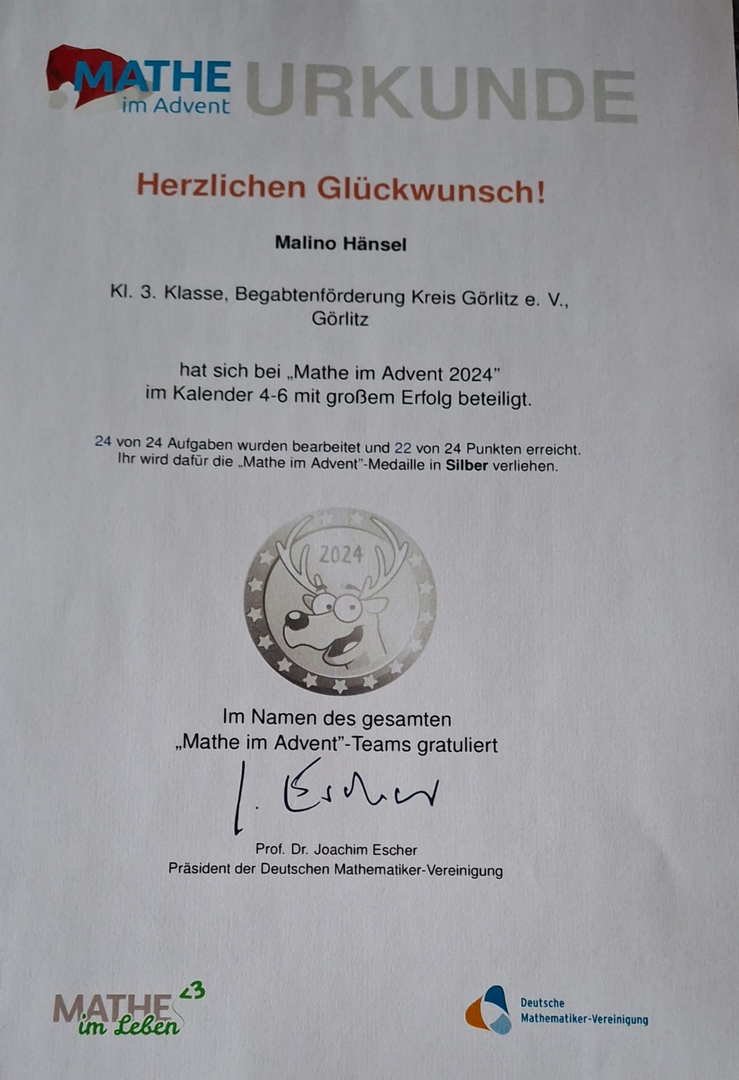 MATHE URKUNDE
im Advent
Herzlichen Glückwunsch!
Malino Hänsel
Kl. 3. Klasse, Begabtenförderung Kreis Görlitz e. V.,
Görlitz
hat sich bei „Mathe im Advent 2024”
im Kalender 4-6 mit großem Erfolg beteiligt.
24 von 24 Aufgaben wurden bearbeitet und 22 von 24 Punkten erreicht.
Ihr wird dafür die „Mathe im Advent”-Medaille in Silber verliehen.
2024
Im Namen des gesamten
„Mathe im Advent”-Teams gratuliert
J. Escher
Prof. Dr. Joachim Escher
Präsident der Deutschen Mathematiker-Vereinigung
MATHE <3
im Leben
Deutsche
Mathematiker-Vereinigung